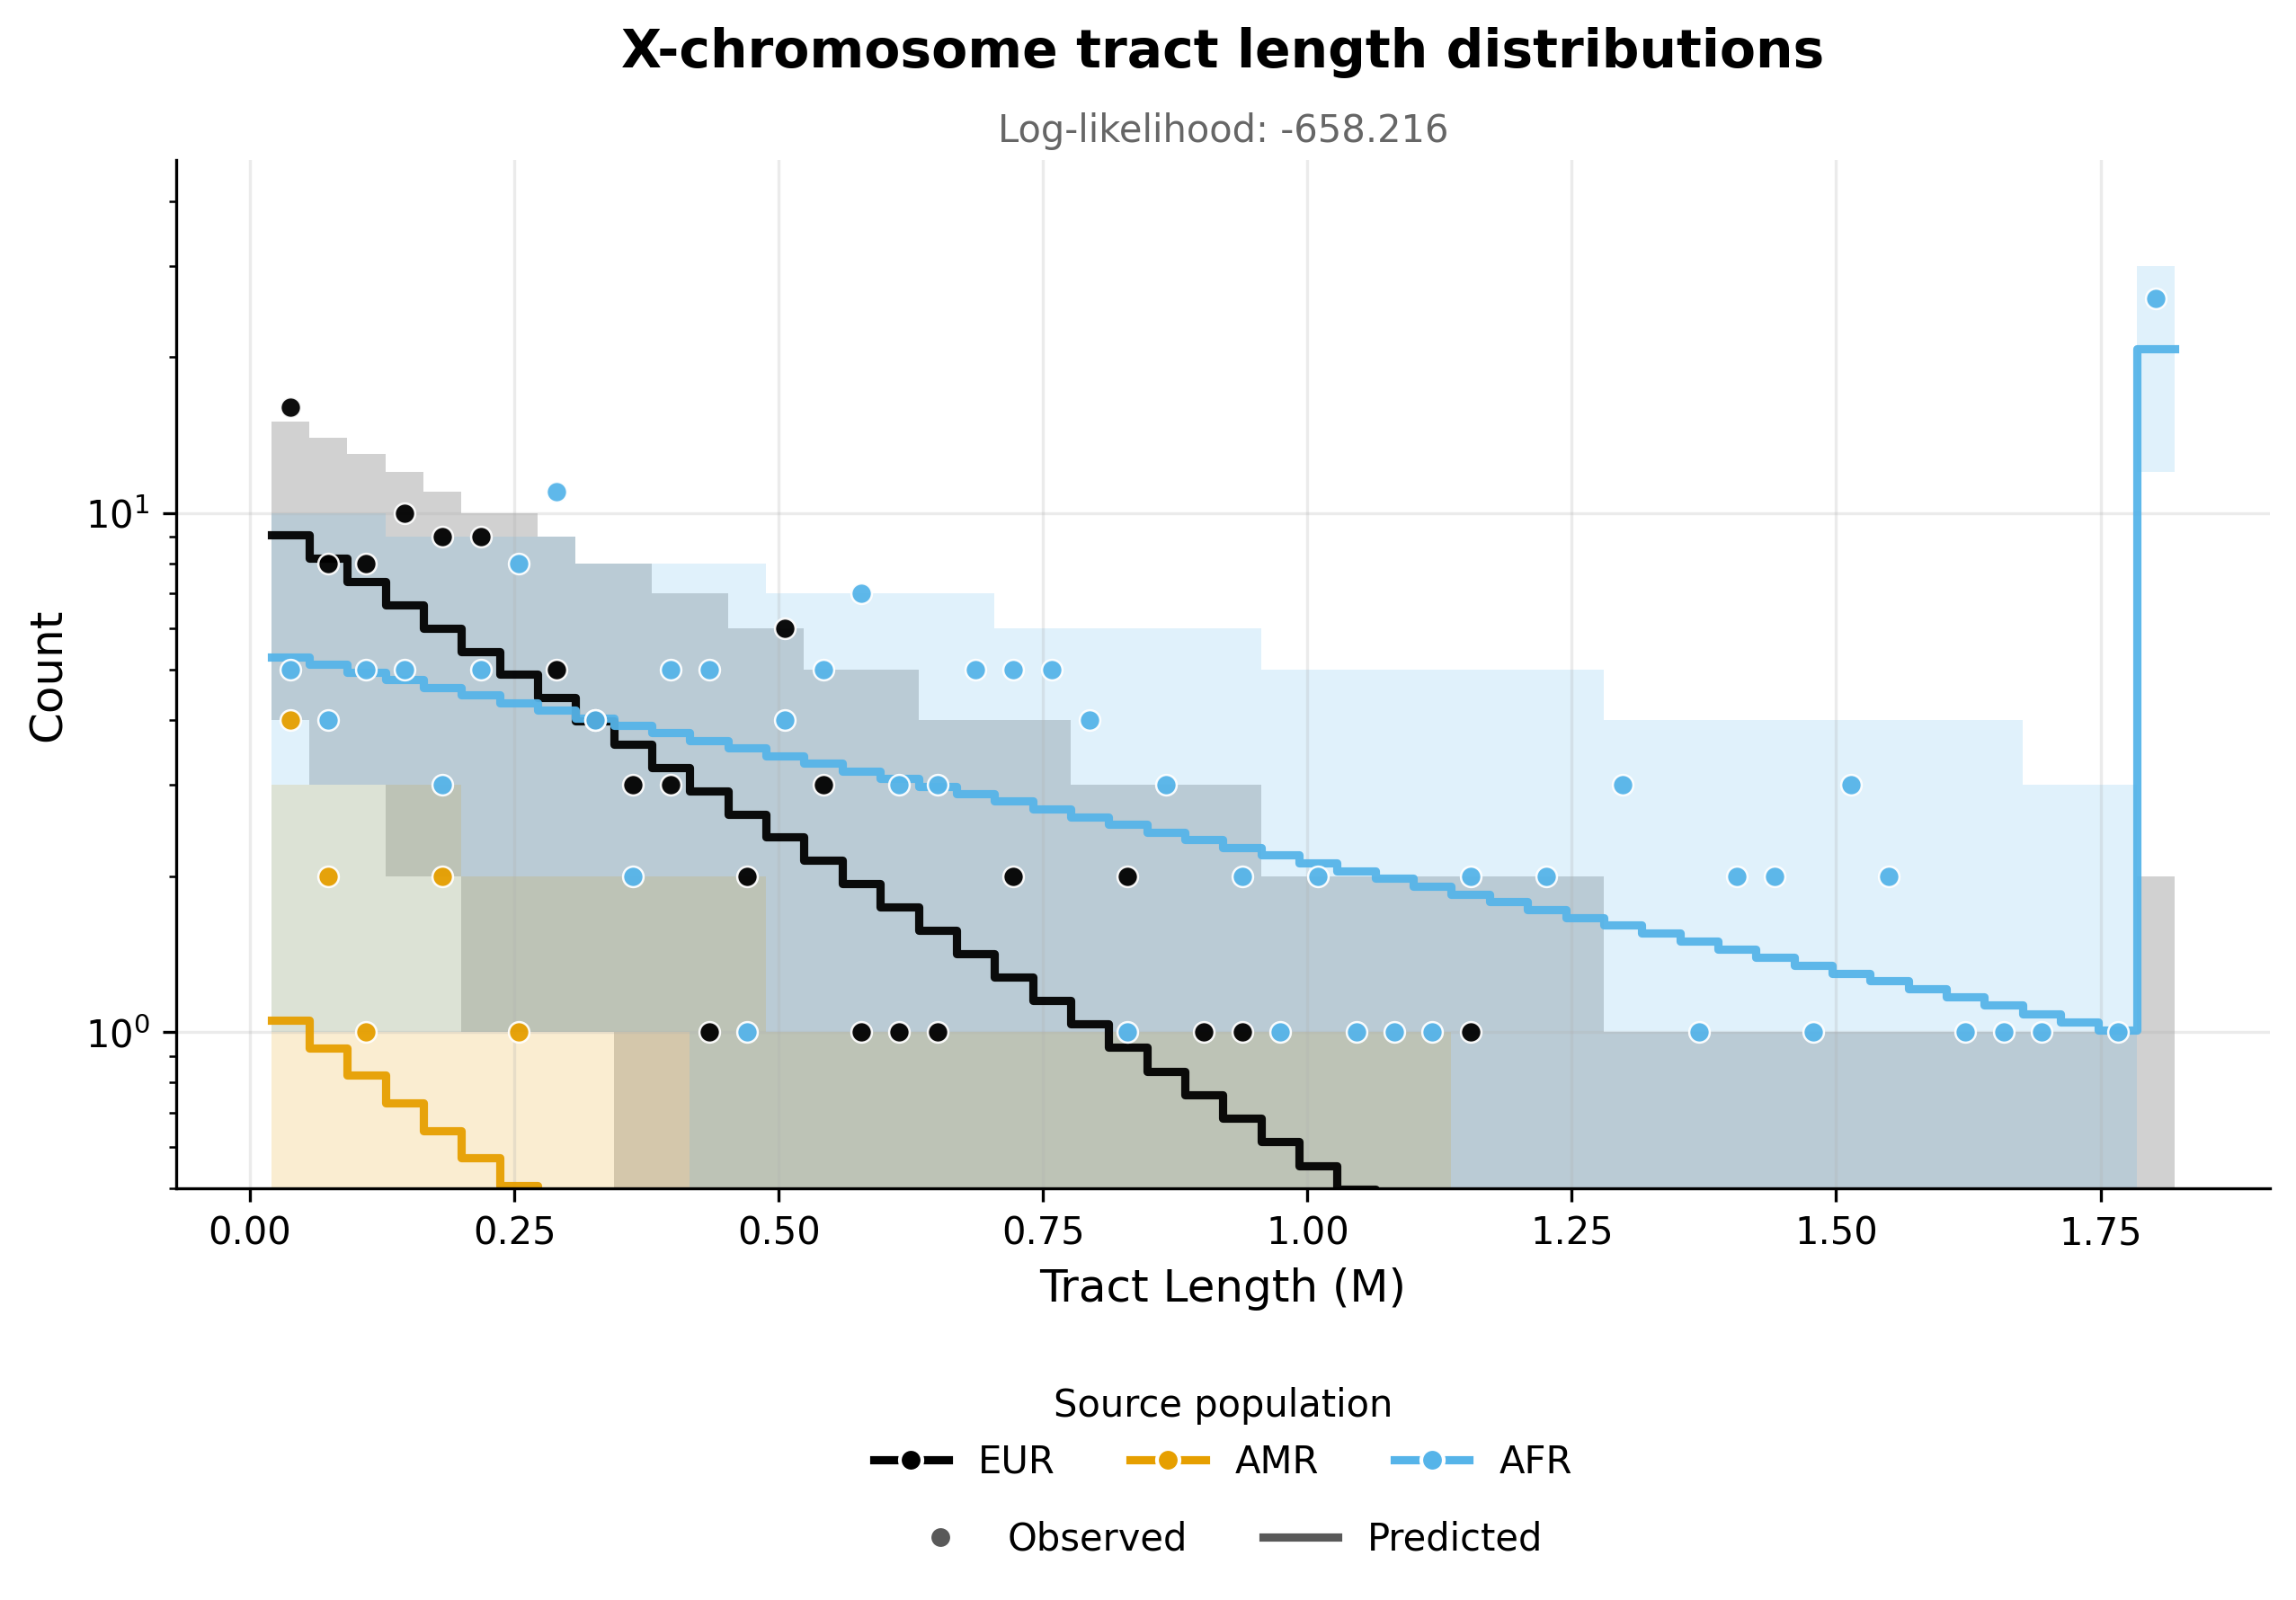 X-chromosome tract length distributions
Log-likelihood: -658.216
Count
10¹
10⁰
0.00 0.25 0.50 0.75 1.00 1.25 1.50 1.75
Tract Length (M)
Source population
EUR AMR AFR
Observed Predicted